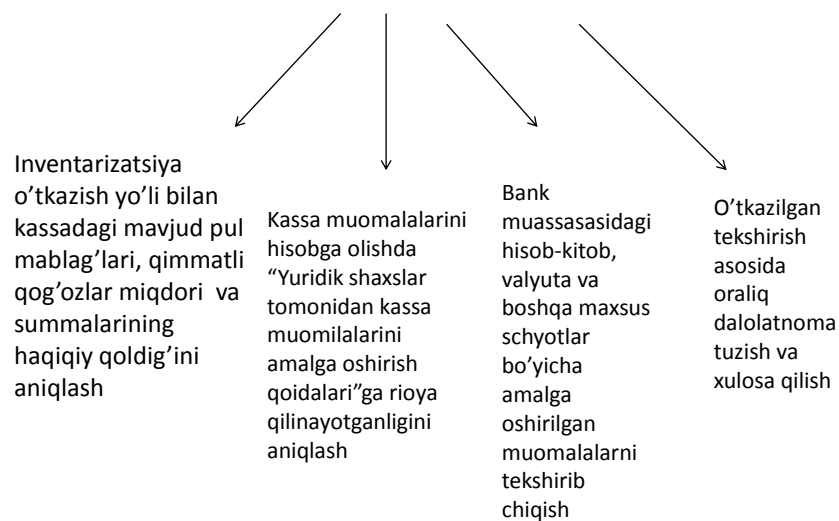 Inventarizatsiya
o’tkazish yo’li bilan
kassadagi mavjud pul
mablag’lari, qimmatli
qog’ozlar miqdori va
summalarining
haqiqiy qoldig’ini
aniqlash
Kassa muomalalarini
hisobga olishda
“Yuridik shaxslar
tomonidan kassa
muomilalarini
amalga oshirish
qoidalari”ga rioya
qilinayotganligini
aniqlash
Bank
muassasasidagi
hisob-kitob,
valyuta va
boshqa maxsus
schyotlar
bo’yicha
amalga
oshirilgan
muomalalarni
tekshirib
chiqish
O’tkazilgan
tekshirish
asosida
oraliq
dalolatnoma
tuzish va
xulosa qilish